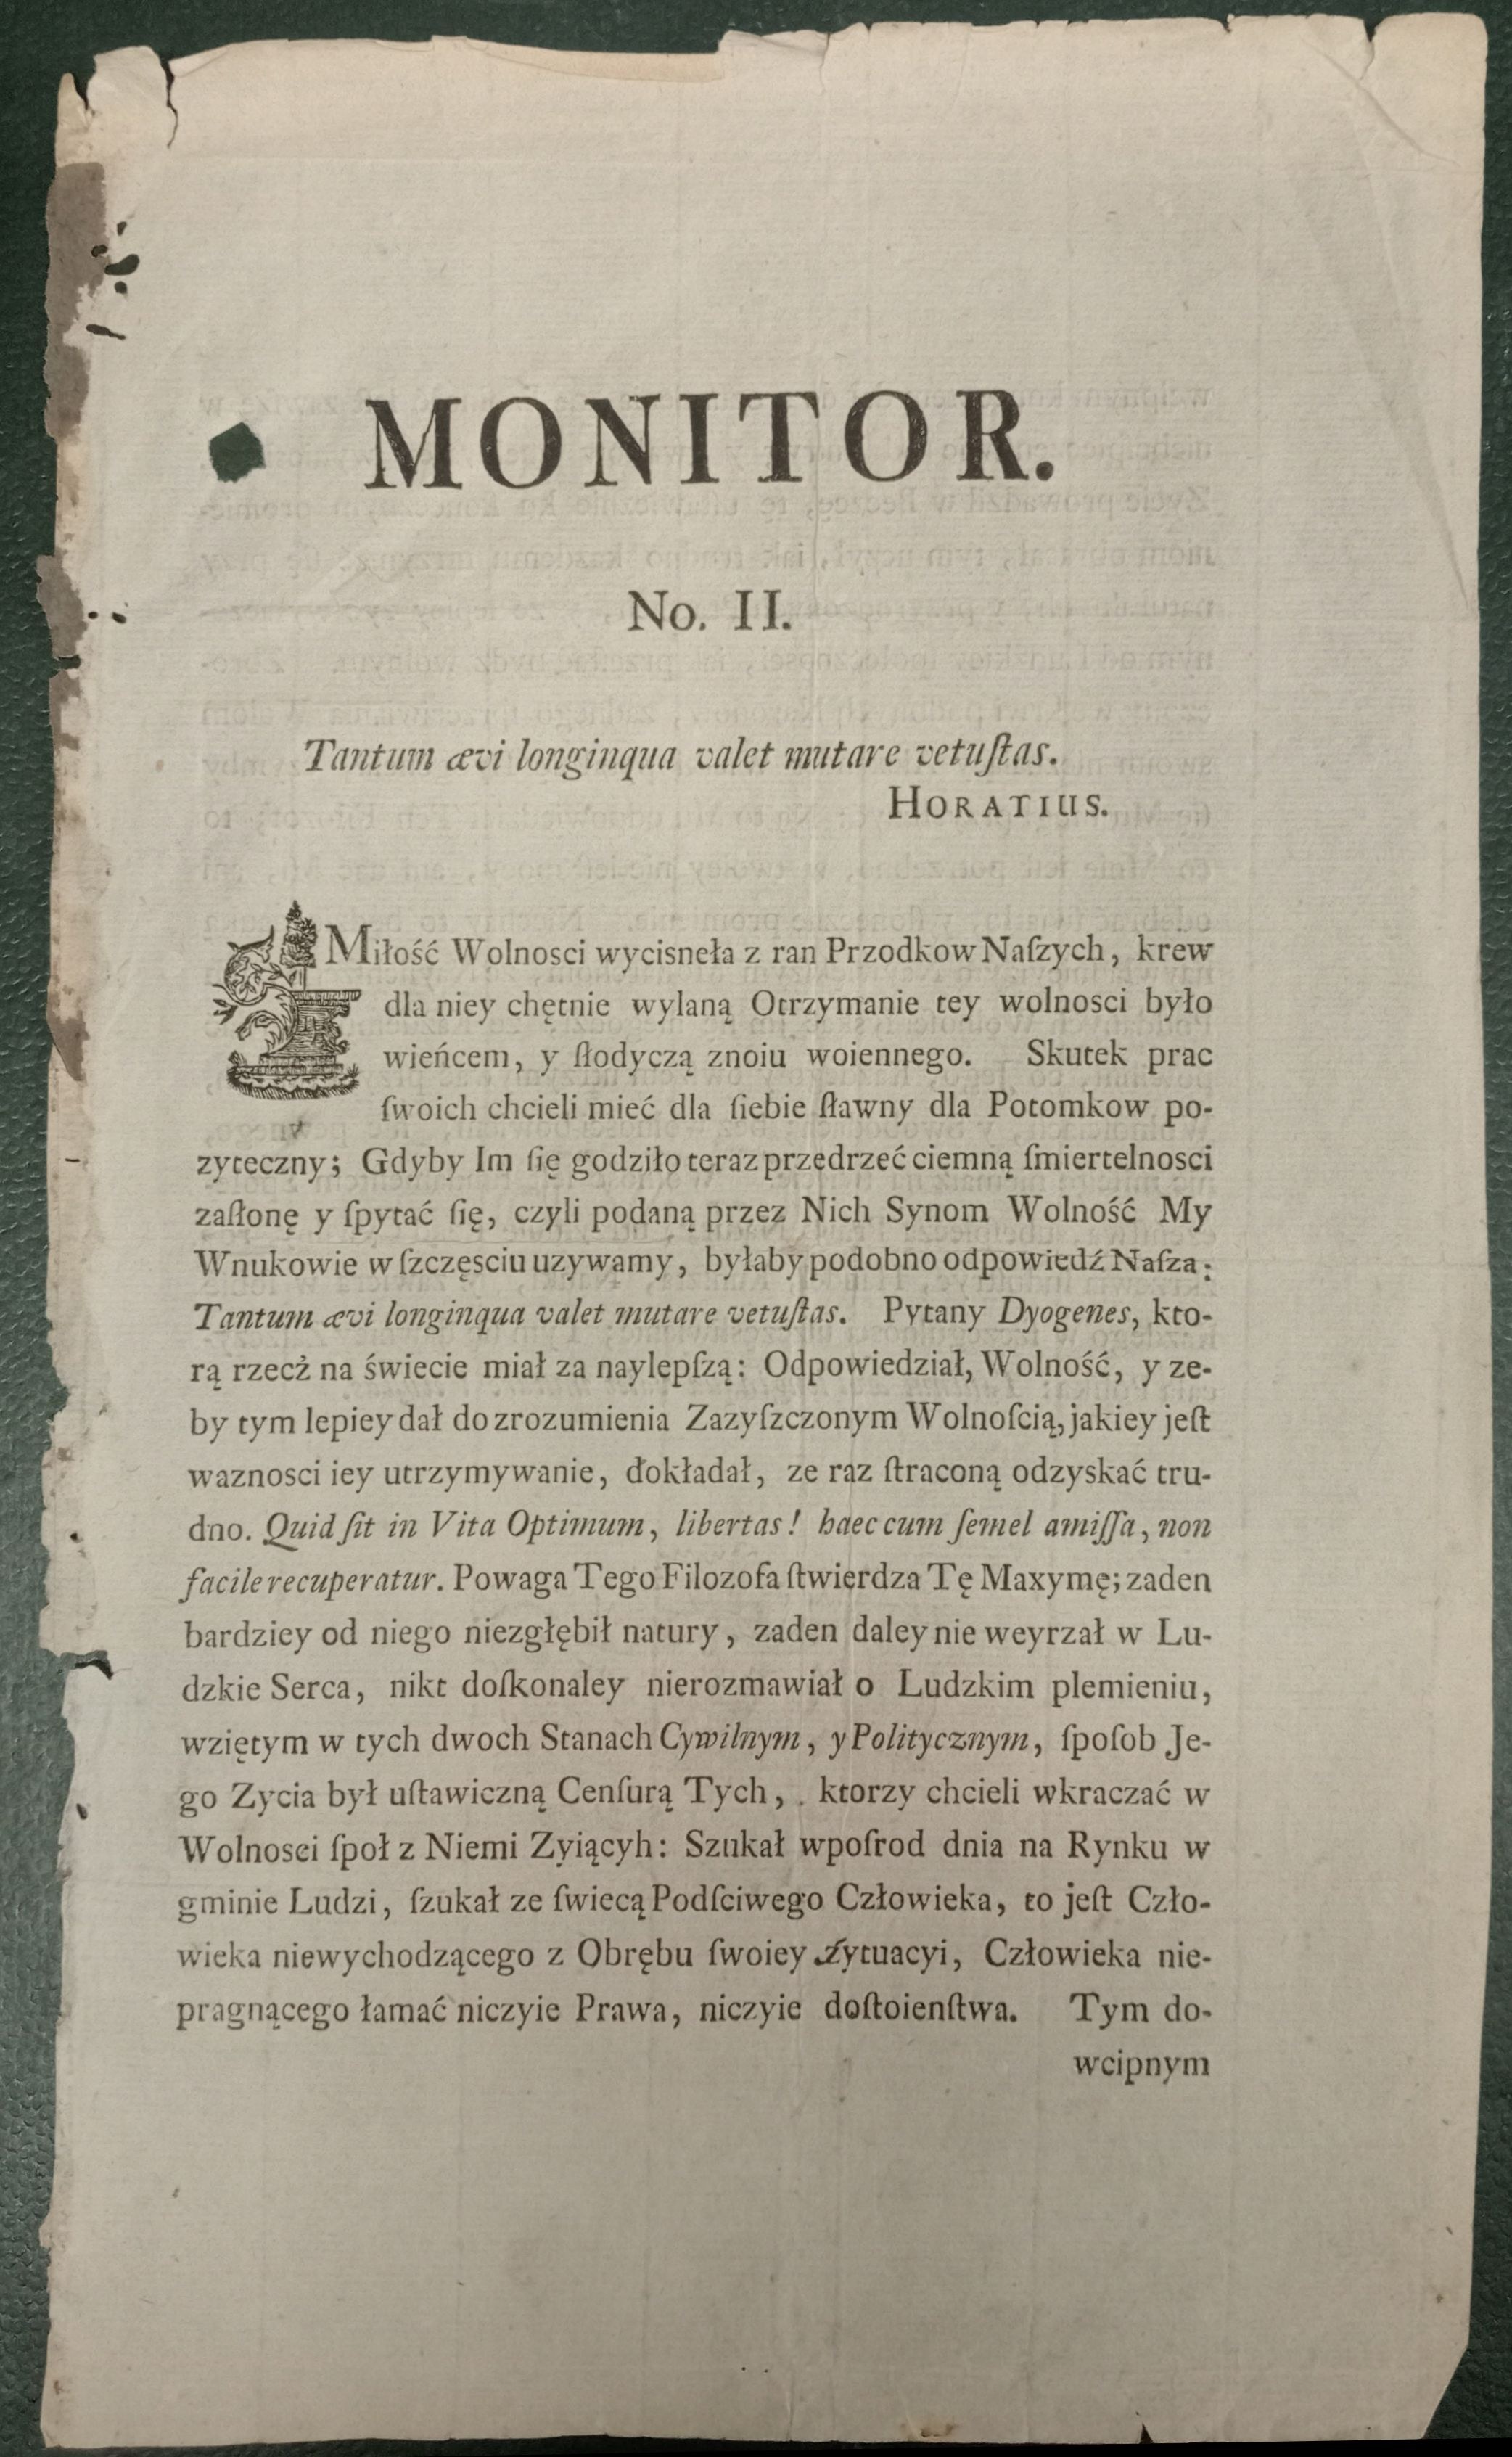 MONITOR.
No. II.
Tantum ævi longinqua valet mutare vetuſtas.
HORATIUS.
Miłość Wolnosci wycisneła z ran Przodkow Naſzych, krew
dla niey chętnie wylaną Otrzymanie tey wolnosci było
wieńcem, y ſłodyczą znoiu woiennego. Skutek prac
ſwoich chcieli mieć dla ſiebie ſławny dla Potomkow po-
zyteczny; Gdyby Im ſię godziło teraz przedrzeć ciemną ſmiertelnosci
zaſłonę y ſpytać ſię, czyli podaną przez Nich Synom Wolność My
Wnukowie w ſzczęsciu uzywamy, byłaby podobno odpowiedź Naſza:
Tantum ævi longinqua valet mutare vetuſtas. Pytany Dyogenes, kto-
rą rzecż na świecie miał za naylepſzą: Odpowiedział, Wolność, y ze-
by tym lepiey dał do zrozumienia Zazyſzczonym Wolnoſcią, jakiey jeſt
waznosci iey utrzymywanie, dokładał, ze raz ſtraconą odzyskać tru-
dno. Quid ſit in Vita Optimum, libertas! haec cum ſemel amiſſa, non
facile recuperatur. Powaga Tego Filozofa ſtwierdza Tę Maxymę; zaden
bardziey od niego niezgłębił natury, zaden daley nie weyrzał w Lu-
dzkie Serca, nikt doſkonaley nierozmawiał o Ludzkim plemieniu,
wziętym w tych dwoch Stanach Cywilnym, y Politycznym, ſpoſob Je-
go Zycia był uſtawiczną Cenſurą Tych, . ktorzy chcieli wkraczać w
Wolnosei ſpoł z Niemi Zyiącyh: Szukał wpoſrod dnia na Rynku w
gminie Ludzi, ſzukał ze ſwiecą Podſciwego Człowieka, to jeſt Czło-
wieka niewychodzącego z Obrębu ſwoiey ſytuacyi, Człowieka nie-
pragnącego łamać niczyie Prawa, niczyie doſtoienſtwa. Tym do-
wcipnym